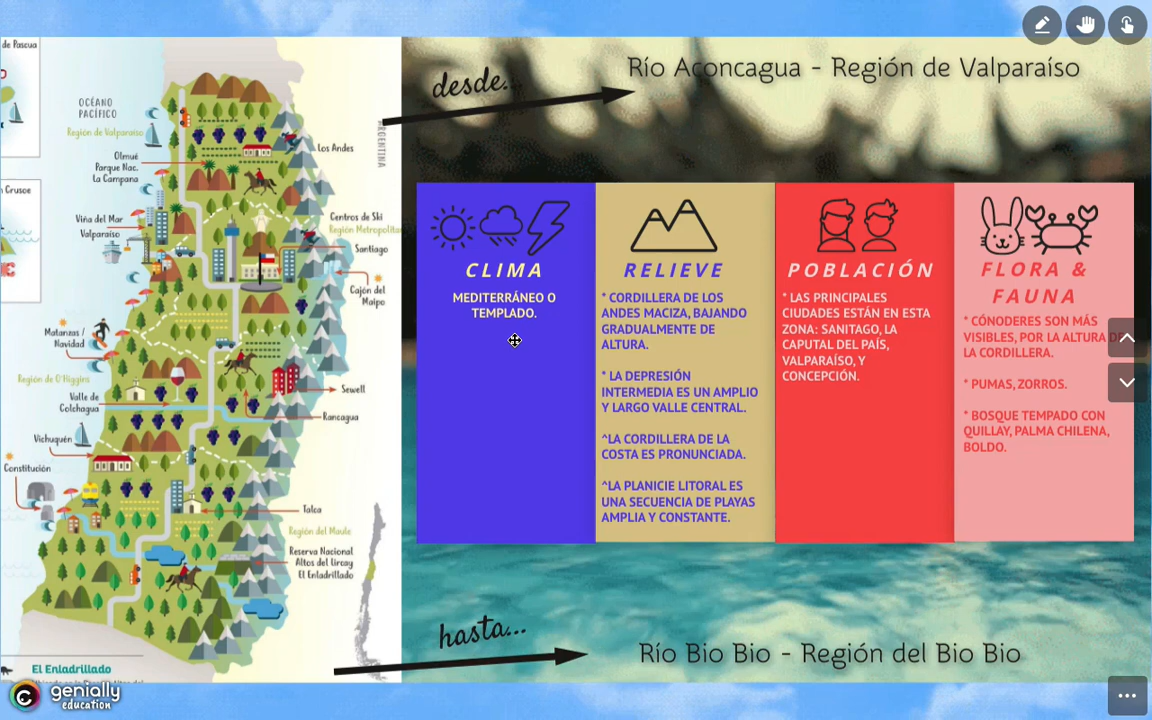 de Pascua
n Crusoe
OCÉANO
PACÍFICO
Región de Valparaíso
Olmué
Parque Nac.
La Campana
Viña del Mar
Valparaíso
Matanzas /
Navidad
Región de O'Higgins
Valle de
Colchagua
Vichuquén
Constitución
ARGENTINA
Los Andes
Centros de Ski
Región Metropolita
Santiago
Cajón del
Maipo
Sewell
Rancagua
Talca
Región del Maule
Reserva Nacional
Altos del Lircay
El Enladrillado
El Enladrillado
genially
education
desde...
Río Aconcagua - Región de Valparaíso
CLIMA
MEDITERRÁNEO O
TEMPLADO.
RELIEVE
* CORDILLERA DE LOS
ANDES MACIZA, BAJANDO
GRADUALMENTE DE
ALTURA.
* LA DEPRESIÓN
INTERMEDIA ES UN AMPLIO
Y LARGO VALLE CENTRAL.
^LA CORDILLERA DE LA
COSTA ES PRONUNCIADA.
^LA PLANICIE LITORAL ES
UNA SECUENCIA DE PLAYAS
AMPLIA Y CONSTANTE.
POBLACIÓN
* LAS PRINCIPALES
CIUDADES ESTÁN EN ESTA
ZONA: SANITAGO, LA
CAPUTAL DEL PAÍS,
VALPARAÍSO, Y
CONCEPCIÓN.
FLORA &
FAUNA
* CÓNODERES SON MÁS
VISIBLES, POR LA ALTURA DE
LA CORDILLERA.
* PUMAS, ZORROS.
* BOSQUE TEMPADO CON
QUILLAY, PALMA CHILENA,
BOLDO.
hasta...
Río Bio Bio - Región del Bio Bio